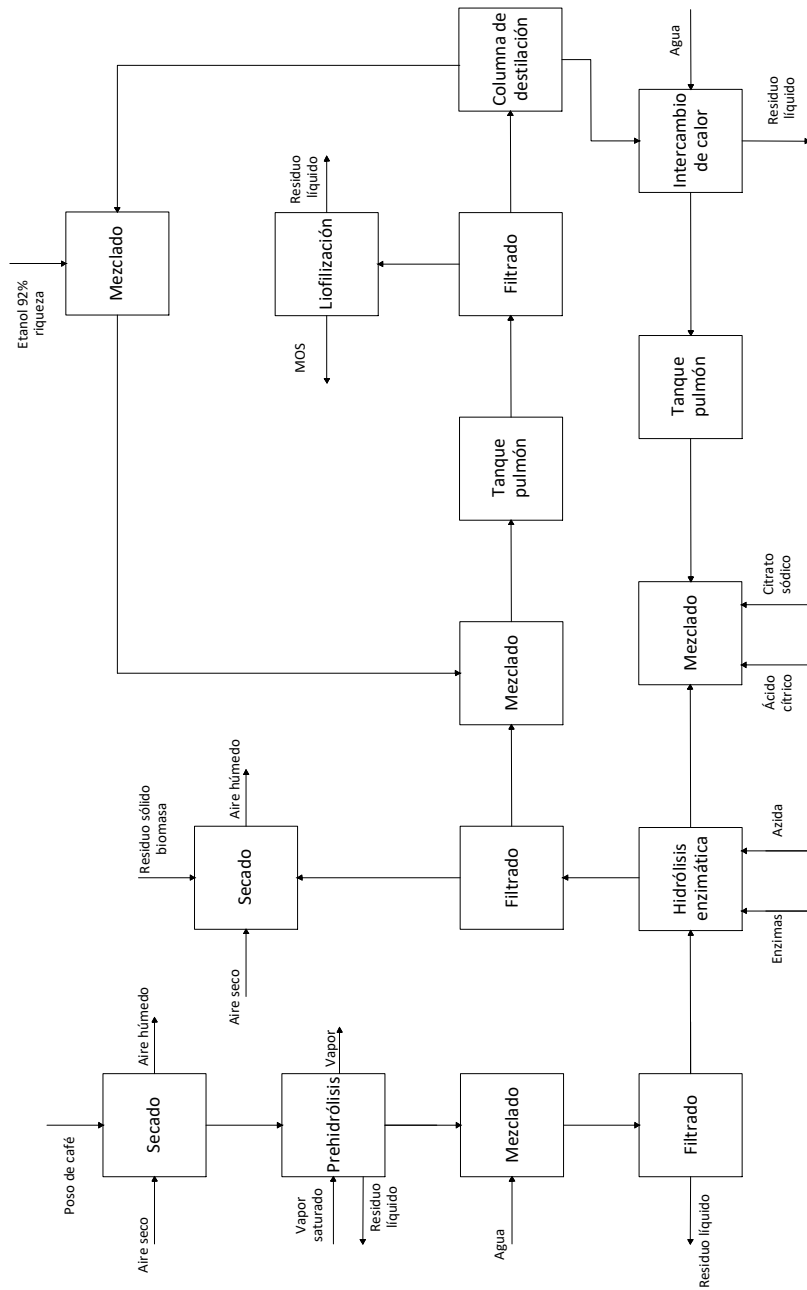 Poso de café
Aire seco
Secado
Aire húmedo
Vapor
saturado
Prehidrólisis
Vapor
Residuo
líquido
Agua
Mezclado
Filtrado
Residuo líquido
Hidrólisis
enzimática
Enzimas
Azida
Filtrado
Aire seco
Secado
Residuo sólido
biomasa
Aire húmedo
Mezclado
Ácido
cítrico
Citrato
sódico
Mezclado
Tanque
pulmón
Tanque
pulmón
Filtrado
MOS
Liofilización
Residuo
líquido
Etanol 92%
riqueza
Mezclado
Columna de
destilación
Intercambio
de calor
Agua
Residuo
líquido